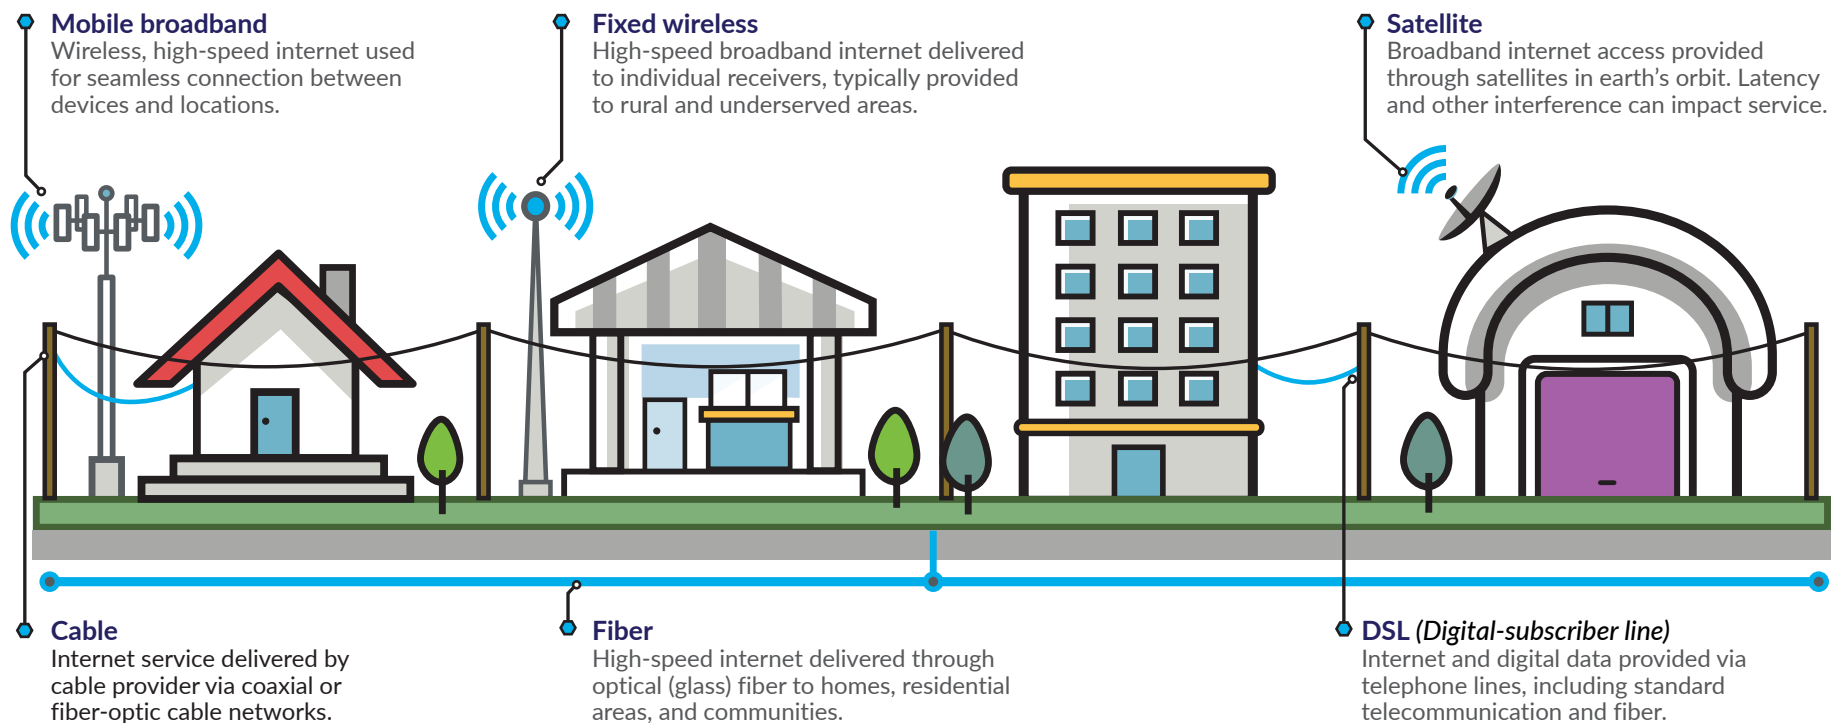 Mobile broadband
Wireless, high-speed internet used
for seamless connection between
devices and locations.
Fixed wireless
High-speed broadband internet delivered
to individual receivers, typically provided
to rural and underserved areas.
Satellite
Broadband internet access provided
through satellites in earth’s orbit. Latency
and other interference can impact service.
Cable
Internet service delivered by
cable provider via coaxial or
fiber-optic cable networks.
Fiber
High-speed internet delivered through
optical (glass) fiber to homes, residential
areas, and communities.
DSL (Digital-subscriber line)
Internet and digital data provided via
telephone lines, including standard
telecommunication and fiber.